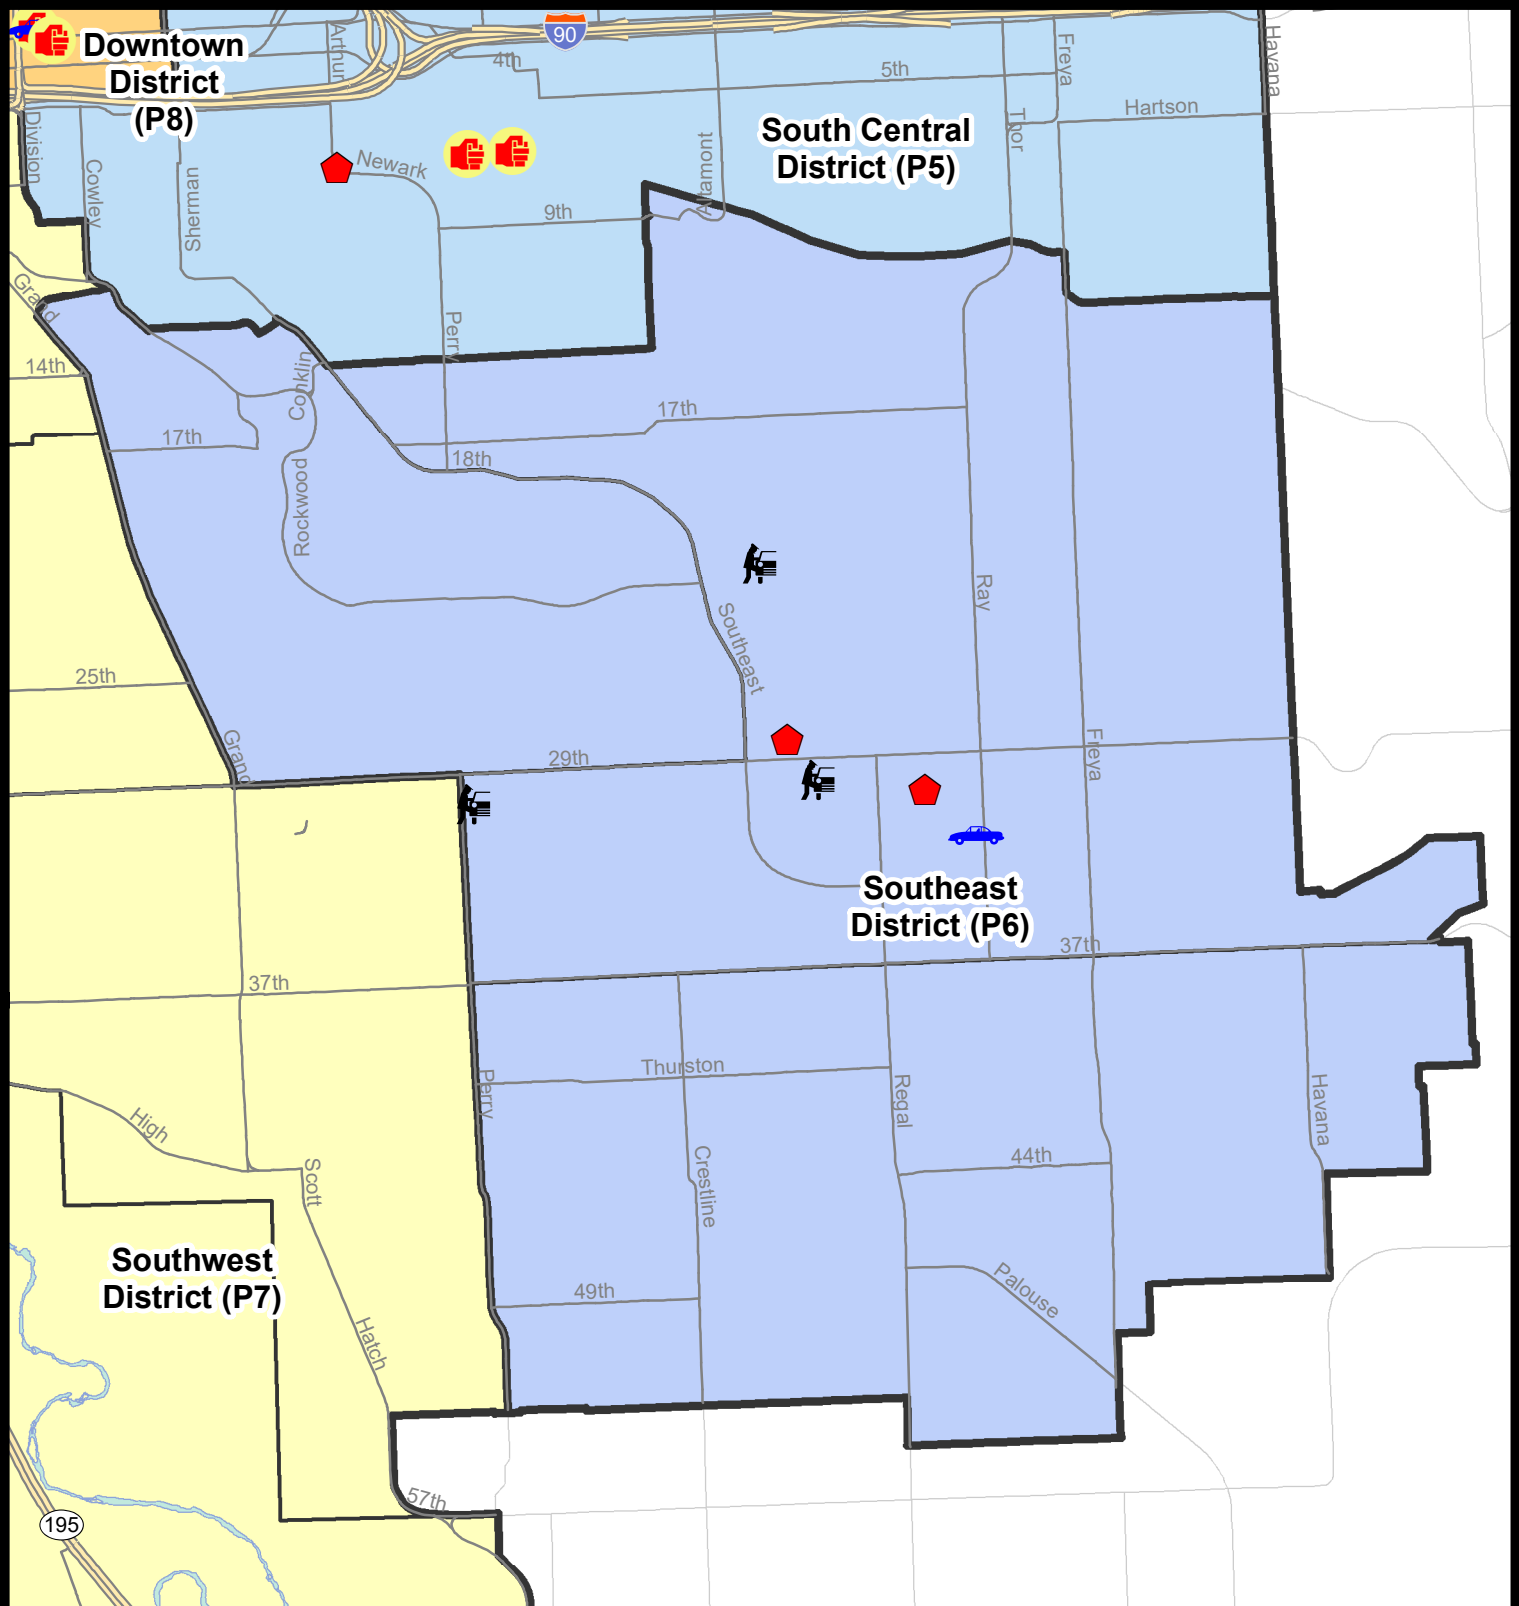 90
Downtown
District
(P8)
Arthur
4th
5th
Freya
Havana
Division
Hartson
Thor
South Central
District (P5)
Cowley
Sherman
Newark
Altamont
9th
Grand
Perry
14th
Conklin
17th
17th
18th
Rockwood
Ray
Southeast
25th
Grand
29th
Freya
Southeast
District (P6)
37th
37th
Thurston
Perry
Regal
Havana
High
Scott
Crestline
44th
Southwest
District (P7)
Palouse
49th
Hatch
57th
195